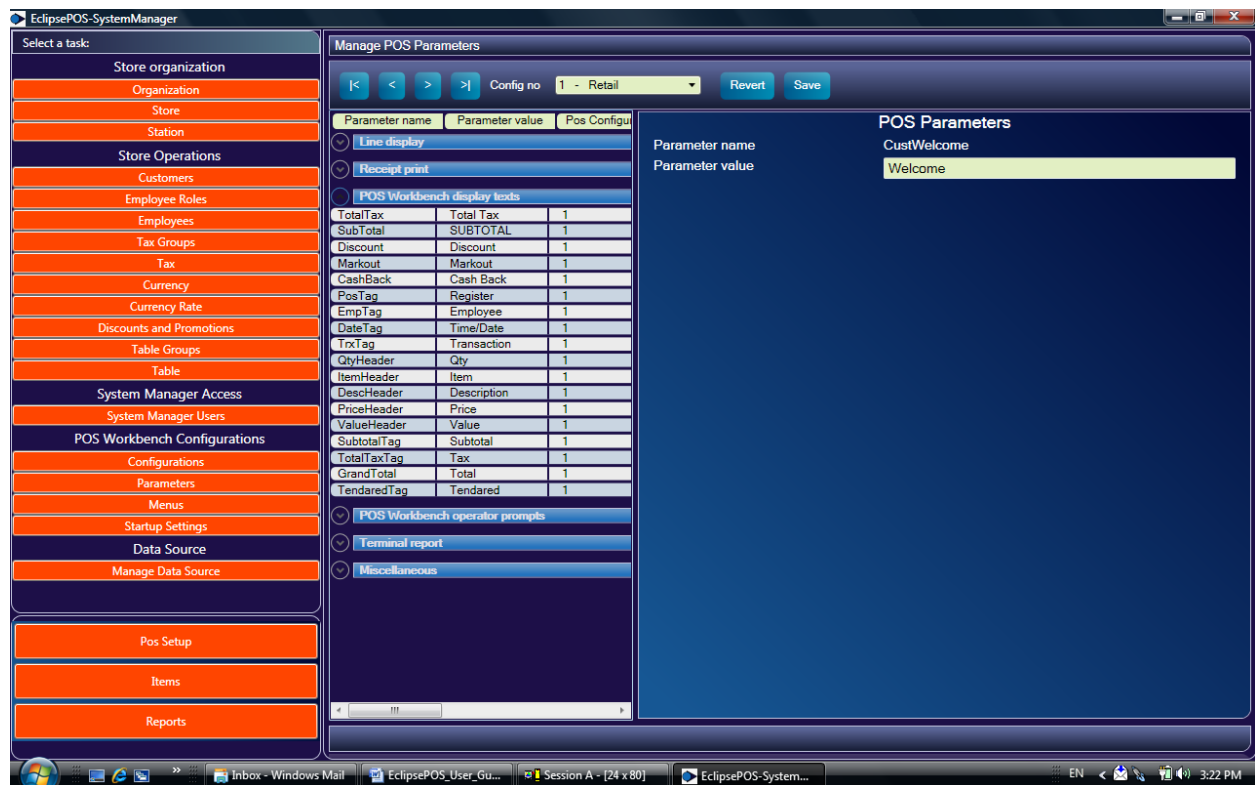 EclipsePOS-SystemManager
Select a task:
Store organization
Organization
Store
Station
Store Operations
Customers
Employee Roles
Employees
Tax Groups
Tax
Currency
Currency Rate
Discounts and Promotions
Table Groups
Table
System Manager Access
System Manager Users
POS Workbench Configurations
Configurations
Parameters
Menus
Startup Settings
Data Source
Manage Data Source
Pos Setup
Items
Reports
Manage POS Parameters
|< < > >| Config no 1 - Retail Revert Save
Parameter name Parameter value Pos Configu
Line display
Receipt print
POS Workbench display texts
TotalTax Total Tax 1
SubTotal SUBTOTAL 1
Discount Discount 1
Markout Markout 1
CashBack Cash Back 1
PosTag Register 1
EmpTag Employee 1
DateTag Time/Date 1
TrxTag Transaction 1
QtyHeader Qty 1
ItemHeader Item 1
DescHeader Description 1
PriceHeader Price 1
ValueHeader Value 1
SubtotalTag Subtotal 1
TotalTaxTag Tax 1
GrandTotal Total 1
TendaredTag Tendared 1
POS Workbench operator prompts
Terminal report
Miscellaneous
POS Parameters
Parameter name CustWelcome
Parameter value Welcome
Inbox - Windows Mail EclipsePOS_User_Gu... Session A - [24 x 80] EclipsePOS-System... EN 3:22 PM